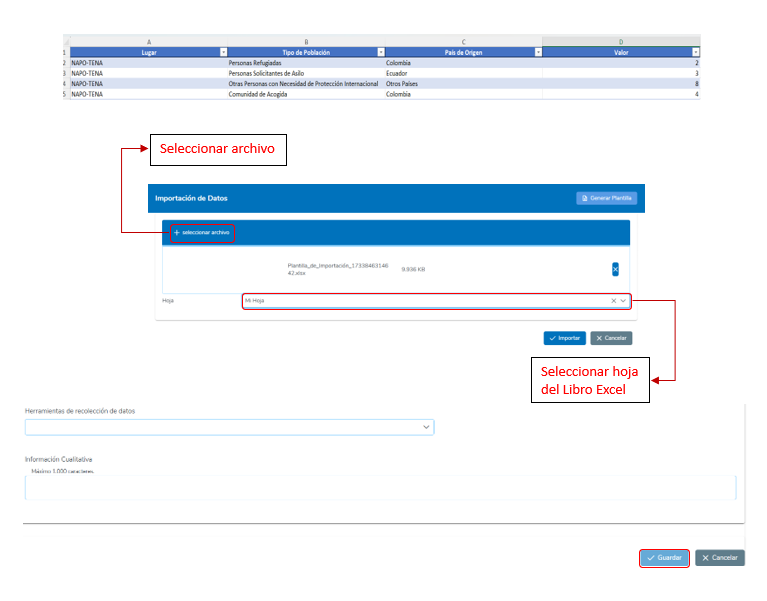 A B C D
1 Lugar Tipo de Población País de Origen Valor
2 NAPO-TENA Personas Refugiadas Colombia 2
3 NAPO-TENA Personas Solicitantes de Asilo Ecuador 3
4 NAPO-TENA Otras Personas con Necesidad de Protección Internacional Otros Países 8
5 NAPO-TENA Comunidad de Acogida Colombia 4
Seleccionar archivo
Importación de Datos Generar Plantilla
+ seleccionar archivo
Plantilla_de_Importación_17338463146
42.xlsx 9.936 KB
Hoja Mi Hoja
Importar Cancelar
Seleccionar hoja
del Libro Excel
Herramientas de recolección de datos
Información Cualitativa
Máximo 1.000 caracteres.
Guardar Cancelar